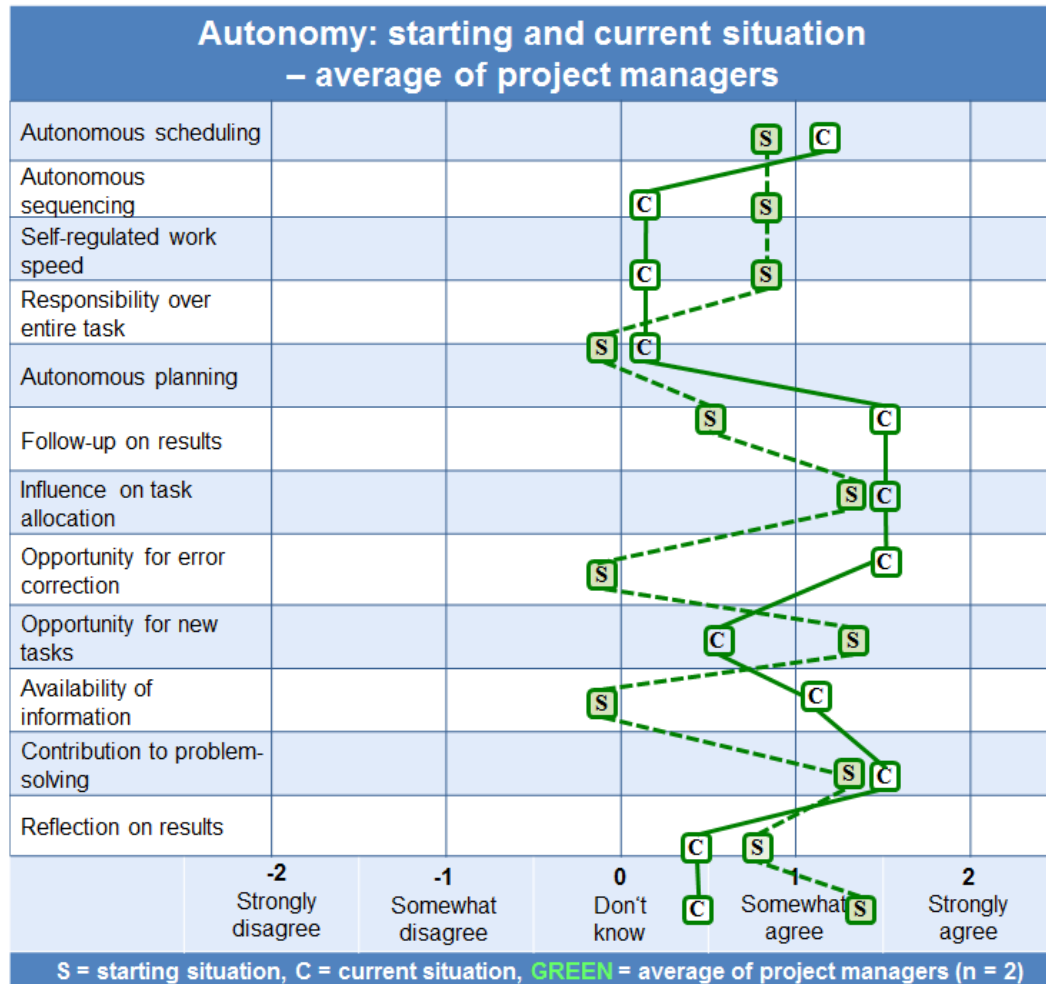 Autonomy: starting and current situation
– average of project managers
Autonomous scheduling
S
C
Autonomous
sequencing
C
S
Self-regulated work
speed
C
S
Responsibility over
entire task
S
C
Autonomous planning
Follow-up on results
S
C
Influence on task
allocation
S
C
Opportunity for error
correction
S
C
Opportunity for new
tasks
C
S
Availability of
information
S
C
Contribution to problem-
solving
S
C
Reflection on results
C
S
-2
-1
0
1
2
Strongly
disagree
Somewhat
disagree
Don't
know
Somewhat
agree
Strongly
agree
C
S
S = starting situation, C = current situation, GREEN = average of project managers (n = 2)